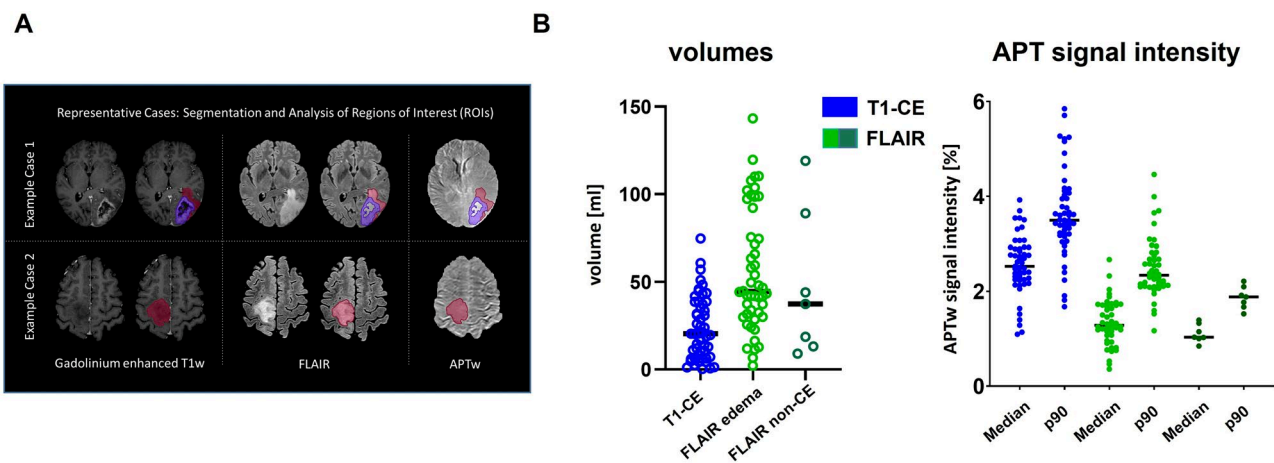 A
Representative Cases: Segmentation and Analysis of Regions of Interest (ROIs)
Example Case 1
Example Case 2
Gadolinium enhanced T1w
FLAIR
APTw
B
volumes
T1-CE
FLAIR
volume [ml]
150
100
50
0
T1-CE
FLAIR edema
FLAIR non-CE
APT signal intensity
APTw signal intensity [%]
6
4
2
0
Median
p90
Median
p90
Median
p90